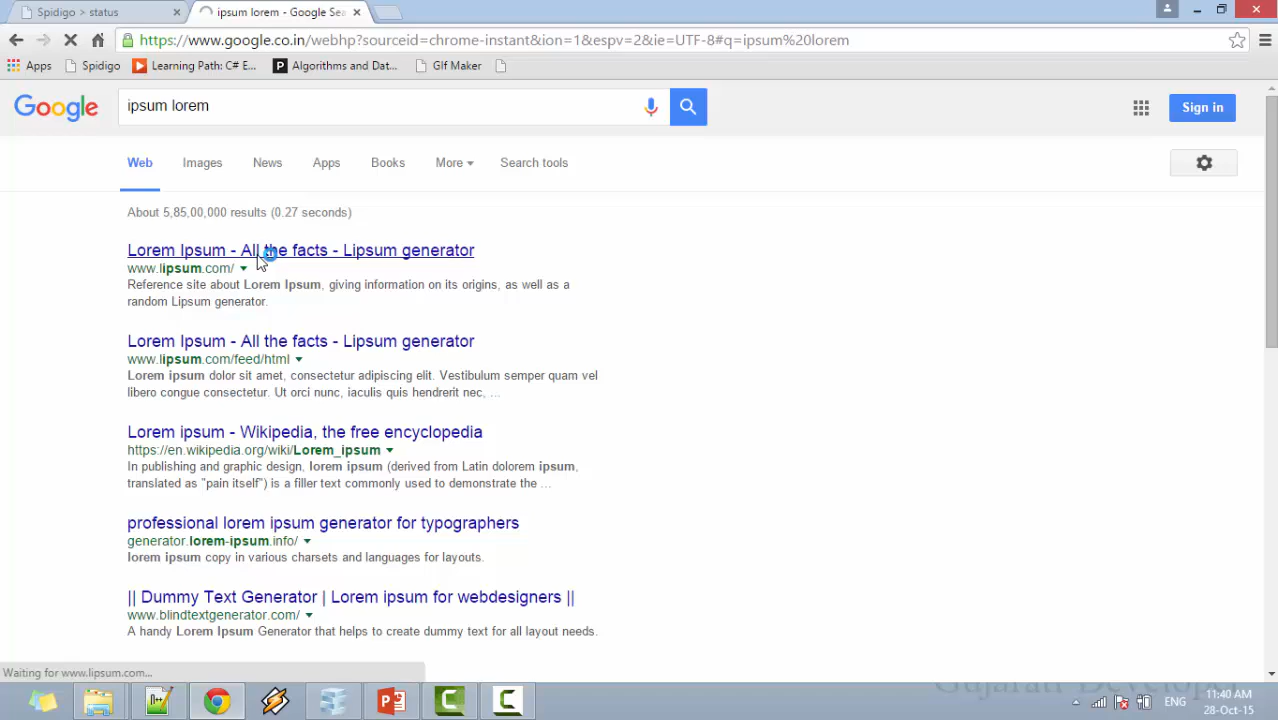 Spidigo > status
ipsum lorem - Google Sea
https://www.google.co.in/webhp?sourceid=chrome-instant&ion=1&espv=2&ie=UTF-8#q=ipsum%20lorem
Apps Spidigo Learning Path: C# E... Algorithms and Dat... Gif Maker
Google ipsum lorem Sign in
Web Images News Apps Books More Search tools
About 5,85,00,000 results (0.27 seconds)
Lorem Ipsum - All the facts - Lipsum generator
www.lipsum.com/
Reference site about Lorem Ipsum, giving information on its origins, as well as a
random Lipsum generator.
Lorem Ipsum - All the facts - Lipsum generator
www.lipsum.com/feed/html
Lorem ipsum dolor sit amet, consectetur adipiscing elit. Vestibulum semper quam vel
libero congue consectetur. Ut orci nunc, iaculis quis hendrerit nec, ...
Lorem ipsum - Wikipedia, the free encyclopedia
https://en.wikipedia.org/wiki/Lorem_ipsum
In publishing and graphic design, lorem ipsum (derived from Latin dolorem ipsum,
translated as "pain itself") is a filler text commonly used to demonstrate the ...
professional lorem ipsum generator for typographers
generator.lorem-ipsum.info/
lorem ipsum copy in various charsets and languages for layouts.
|| Dummy Text Generator | Lorem ipsum for webdesigners ||
www.blindtextgenerator.com/
A handy Lorem Ipsum Generator that helps to create dummy text for all layout needs.
Waiting for www.lipsum.com...
Gujarati Developer
ENG 11:40 AM
28-Oct-15